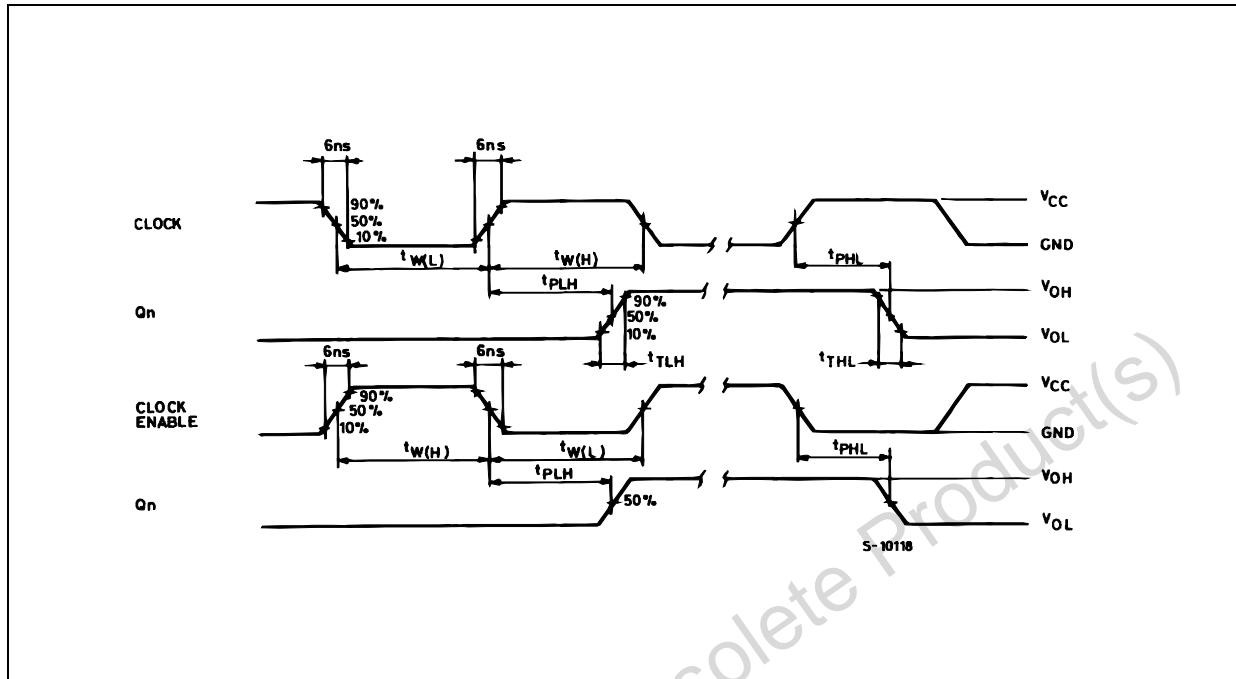 6ns 6ns
CLOCK
90%
50%
10%
VCC
GND
tW(L) tW(H) tPHL
tPLH
Qn
90%
50%
10%
VOH
VOL
tTLH tTHL
6ns 6ns
CLOCK
ENABLE
90%
50%
10%
VCC
GND
tW(H) tW(L) tPHL
tPLH
Qn
50%
VOH
VOL
S-10118
solete Product(s)